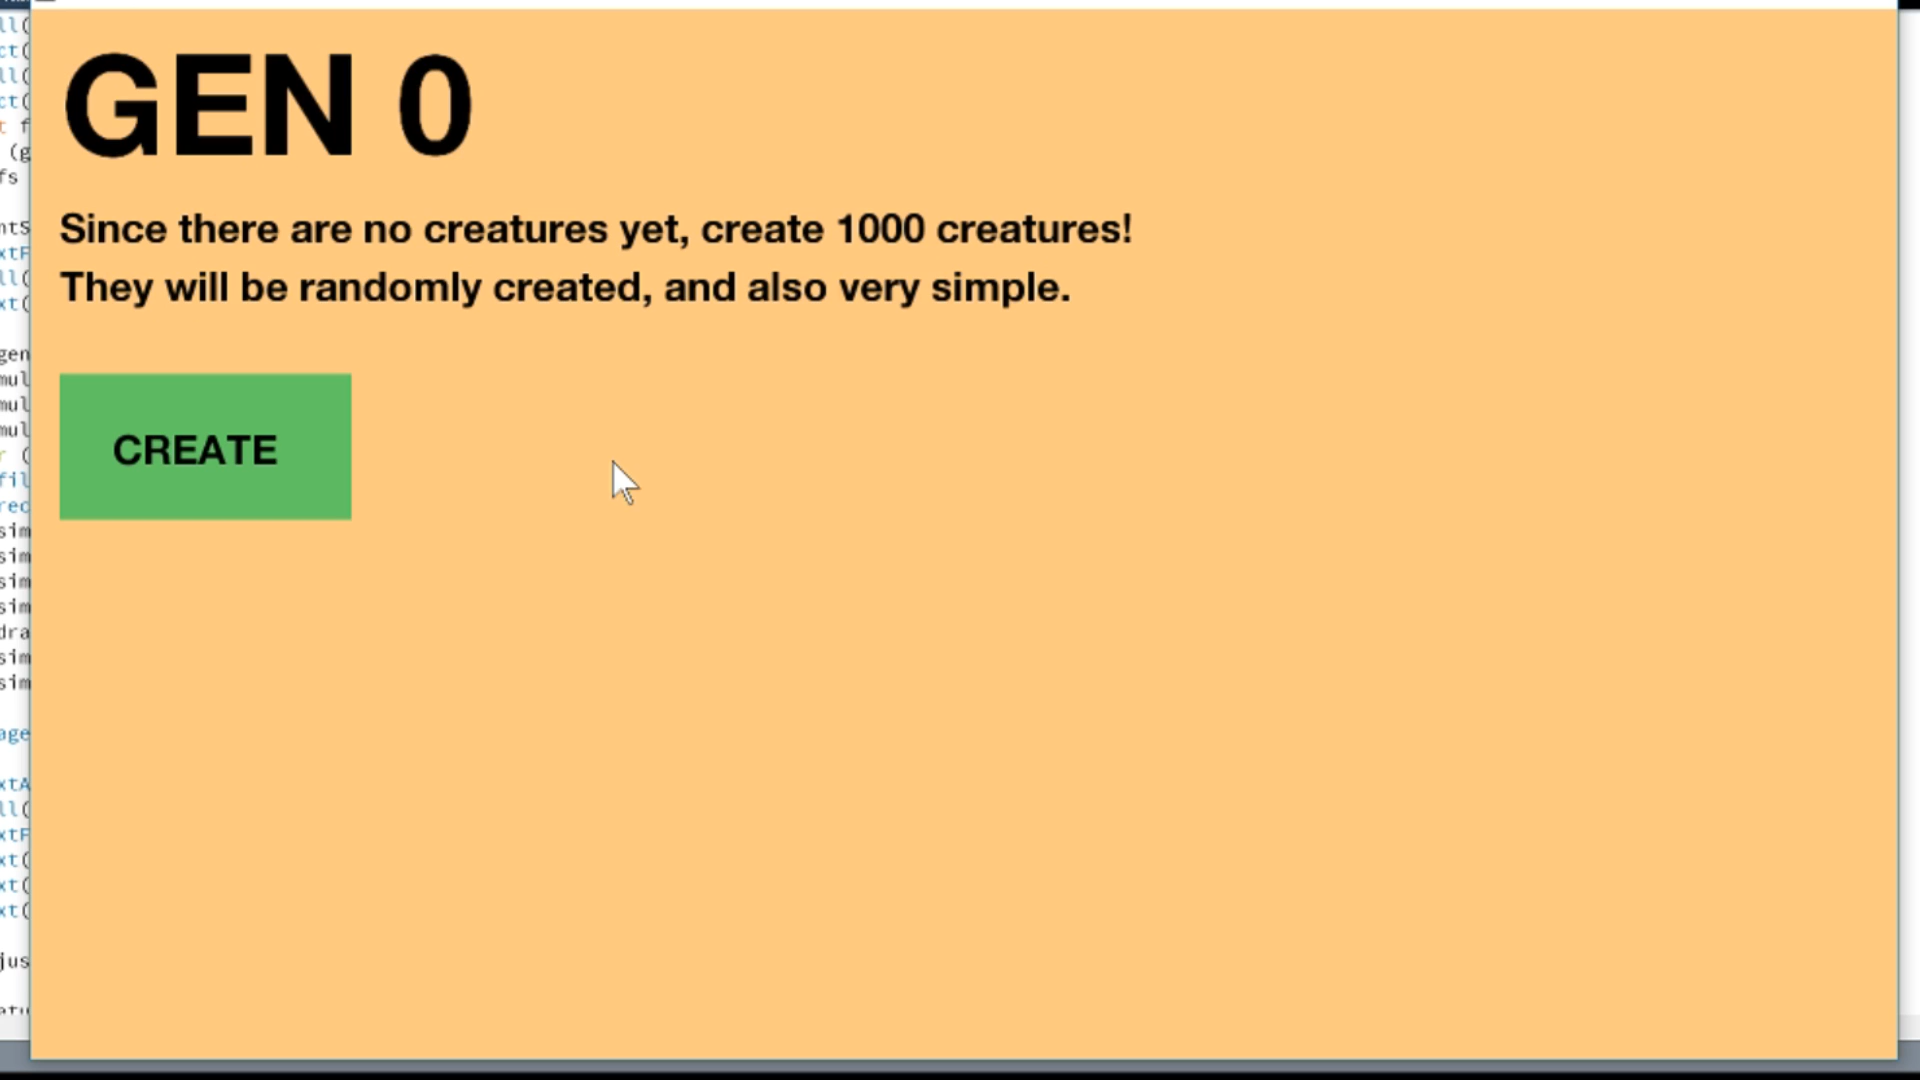 GEN 0
Since there are no creatures yet, create 1000 creatures!
They will be randomly created, and also very simple.
CREATE